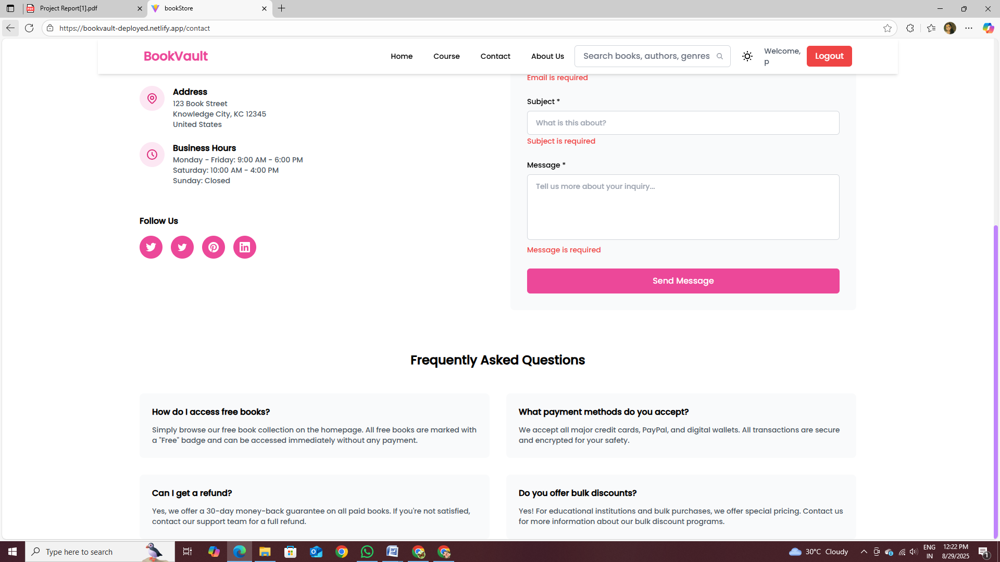 Project Report[1].pdf
bookStore
https://bookvault-deployed.netlify.app/contact
BookVault
Home
Course
Contact
About Us
Search books, authors, genres
Welcome,
p
Logout
Address
123 Book Street
Knowledge City, KC 12345
United States
Business Hours
Monday - Friday: 9:00 AM - 6:00 PM
Saturday: 10:00 AM - 4:00 PM
Sunday: Closed
Follow Us
Email is required
Subject *
What is this about?
Subject is required
Message *
Tell us more about your inquiry...
Message is required
Send Message
Frequently Asked Questions
How do I access free books?
Simply browse our free book collection on the homepage. All free books are marked with
a "Free" badge and can be accessed immediately without any payment.
What payment methods do you accept?
We accept all major credit cards, PayPal, and digital wallets. All transactions are secure
and encrypted for your safety.
Can I get a refund?
Yes, we offer a 30-day money-back guarantee on all paid books. If you're not satisfied,
contact our support team for a full refund.
Do you offer bulk discounts?
Yes! For educational institutions and bulk purchases, we offer special pricing. Contact us
for more information about our bulk discount programs.
Type here to search
30°C Cloudy
ENG
IN
12:22 PM
8/29/2025
1